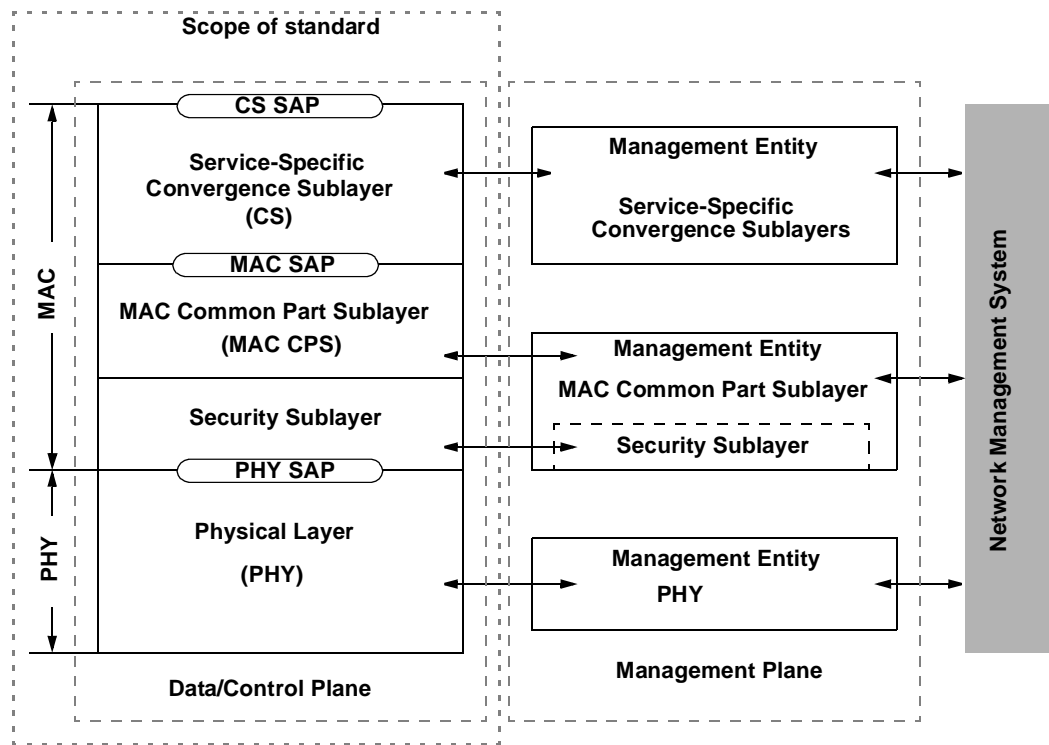 Scope of standard
CS SAP
Service-Specific
Convergence Sublayer
(CS)
MAC SAP
MAC Common Part Sublayer
(MAC CPS)
Security Sublayer
PHY SAP
Physical Layer
(PHY)
Data/Control Plane
MAC
PHY
Management Entity
Service-Specific
Convergence Sublayers
Management Entity
MAC Common Part Sublayer
Security Sublayer
Management Entity
PHY
Management Plane
Network Management System